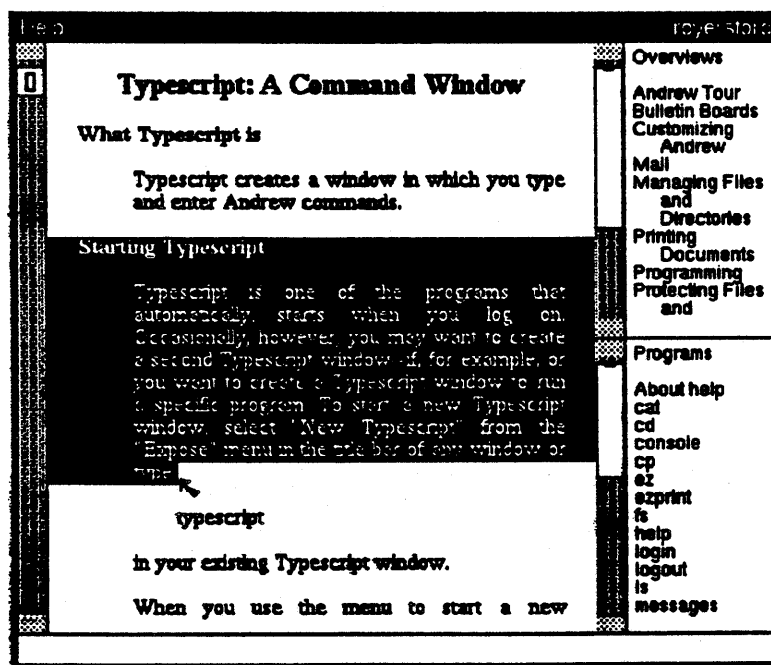 Help
Typescript: A Command Window
What Typescript is
Typescript creates a window in which you type
and enter Andrew commands.
Starting Typescript
Typescript is one of the programs that
automatically, starts when you log on.
Occasionally, however, you may want to create
a second Typescript window -if, for example, or
you want to create a Typescript window to run
a specific program. To start a new Typescript
window, select "New Typescript" from the
"Expose" menu in the title bar of any window or
type
typescript
in your existing Typescript window.
When you use the menu to start a new
Overviews
Andrew Tour
Bulletin Boards
Customizing
Andrew
Mail
Managing Files
and
Directories
Printing
Documents
Programming
Protecting Files
and
Programs
About help
cat
cd
console
cp
ez
ezprint
fs
help
login
logout
ls
messages